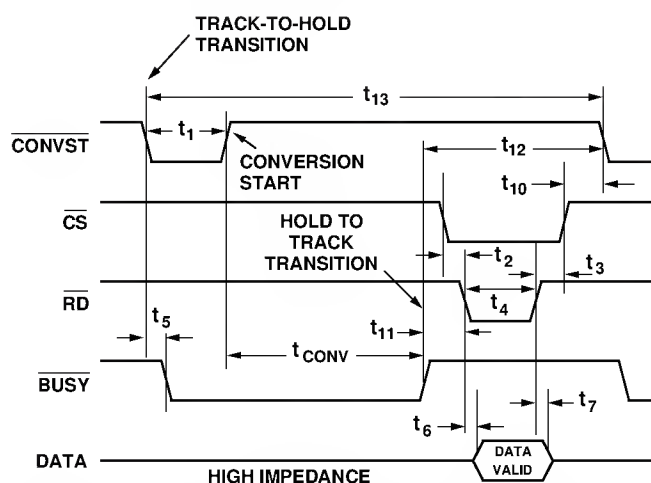 TRACK-TO-HOLD
TRANSITION
t13
CONVST
t1
CONVERSION
START
t12
t10
CS
HOLD TO
TRACK
TRANSITION
t2
t3
RD
t4
t5
t11
tCONV
BUSY
t6
t7
DATA
HIGH IMPEDANCE
DATA
VALID